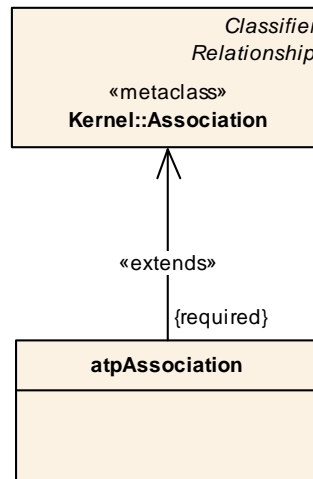 Classifier
Relationship
«metaclass»
Kernel::Association
«extends»
{required}
atpAssociation